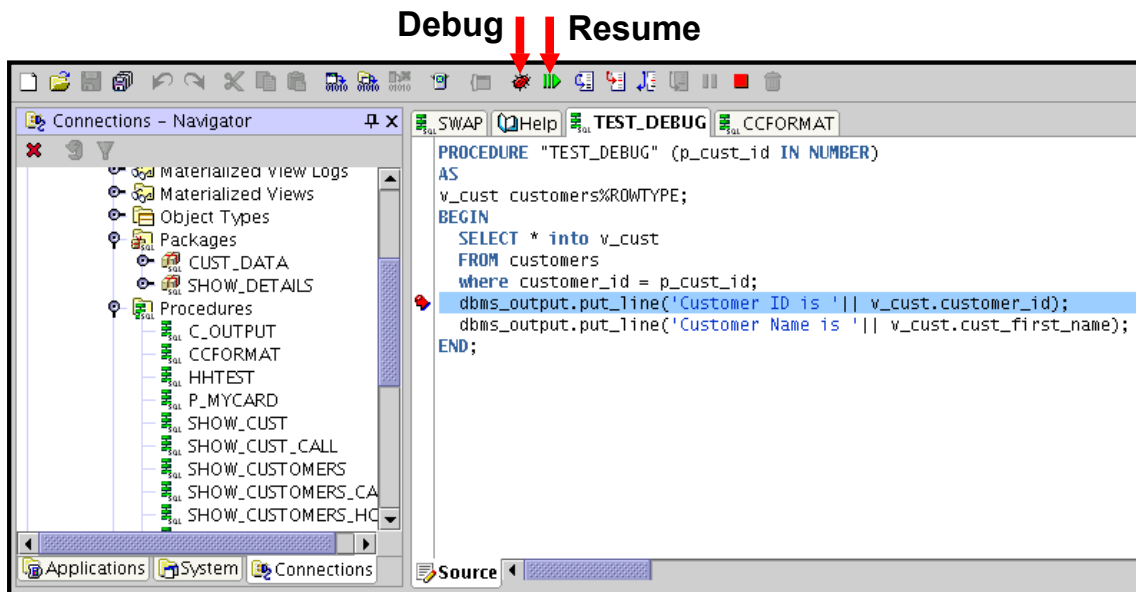 Debug Resume
Connections - Navigator
SWAP Help TEST_DEBUG CCFORMAT
Materialized View Logs
Materialized Views
Object Types
Packages
CUST_DATA
SHOW_DETAILS
Procedures
C_OUTPUT
CCFORMAT
HHTEST
P_MYCARD
SHOW_CUST
SHOW_CUST_CALL
SHOW_CUSTOMERS
SHOW_CUSTOMERS_CA
SHOW_CUSTOMERS_HC
Applications System Connections
PROCEDURE "TEST_DEBUG" (p_cust_id IN NUMBER)
AS
v_cust customers%ROWTYPE;
BEGIN
SELECT * into v_cust
FROM customers
where customer_id = p_cust_id;
dbms_output.put_line('Customer ID is '|| v_cust.customer_id);
dbms_output.put_line('Customer Name is '|| v_cust.cust_first_name);
END;
Source